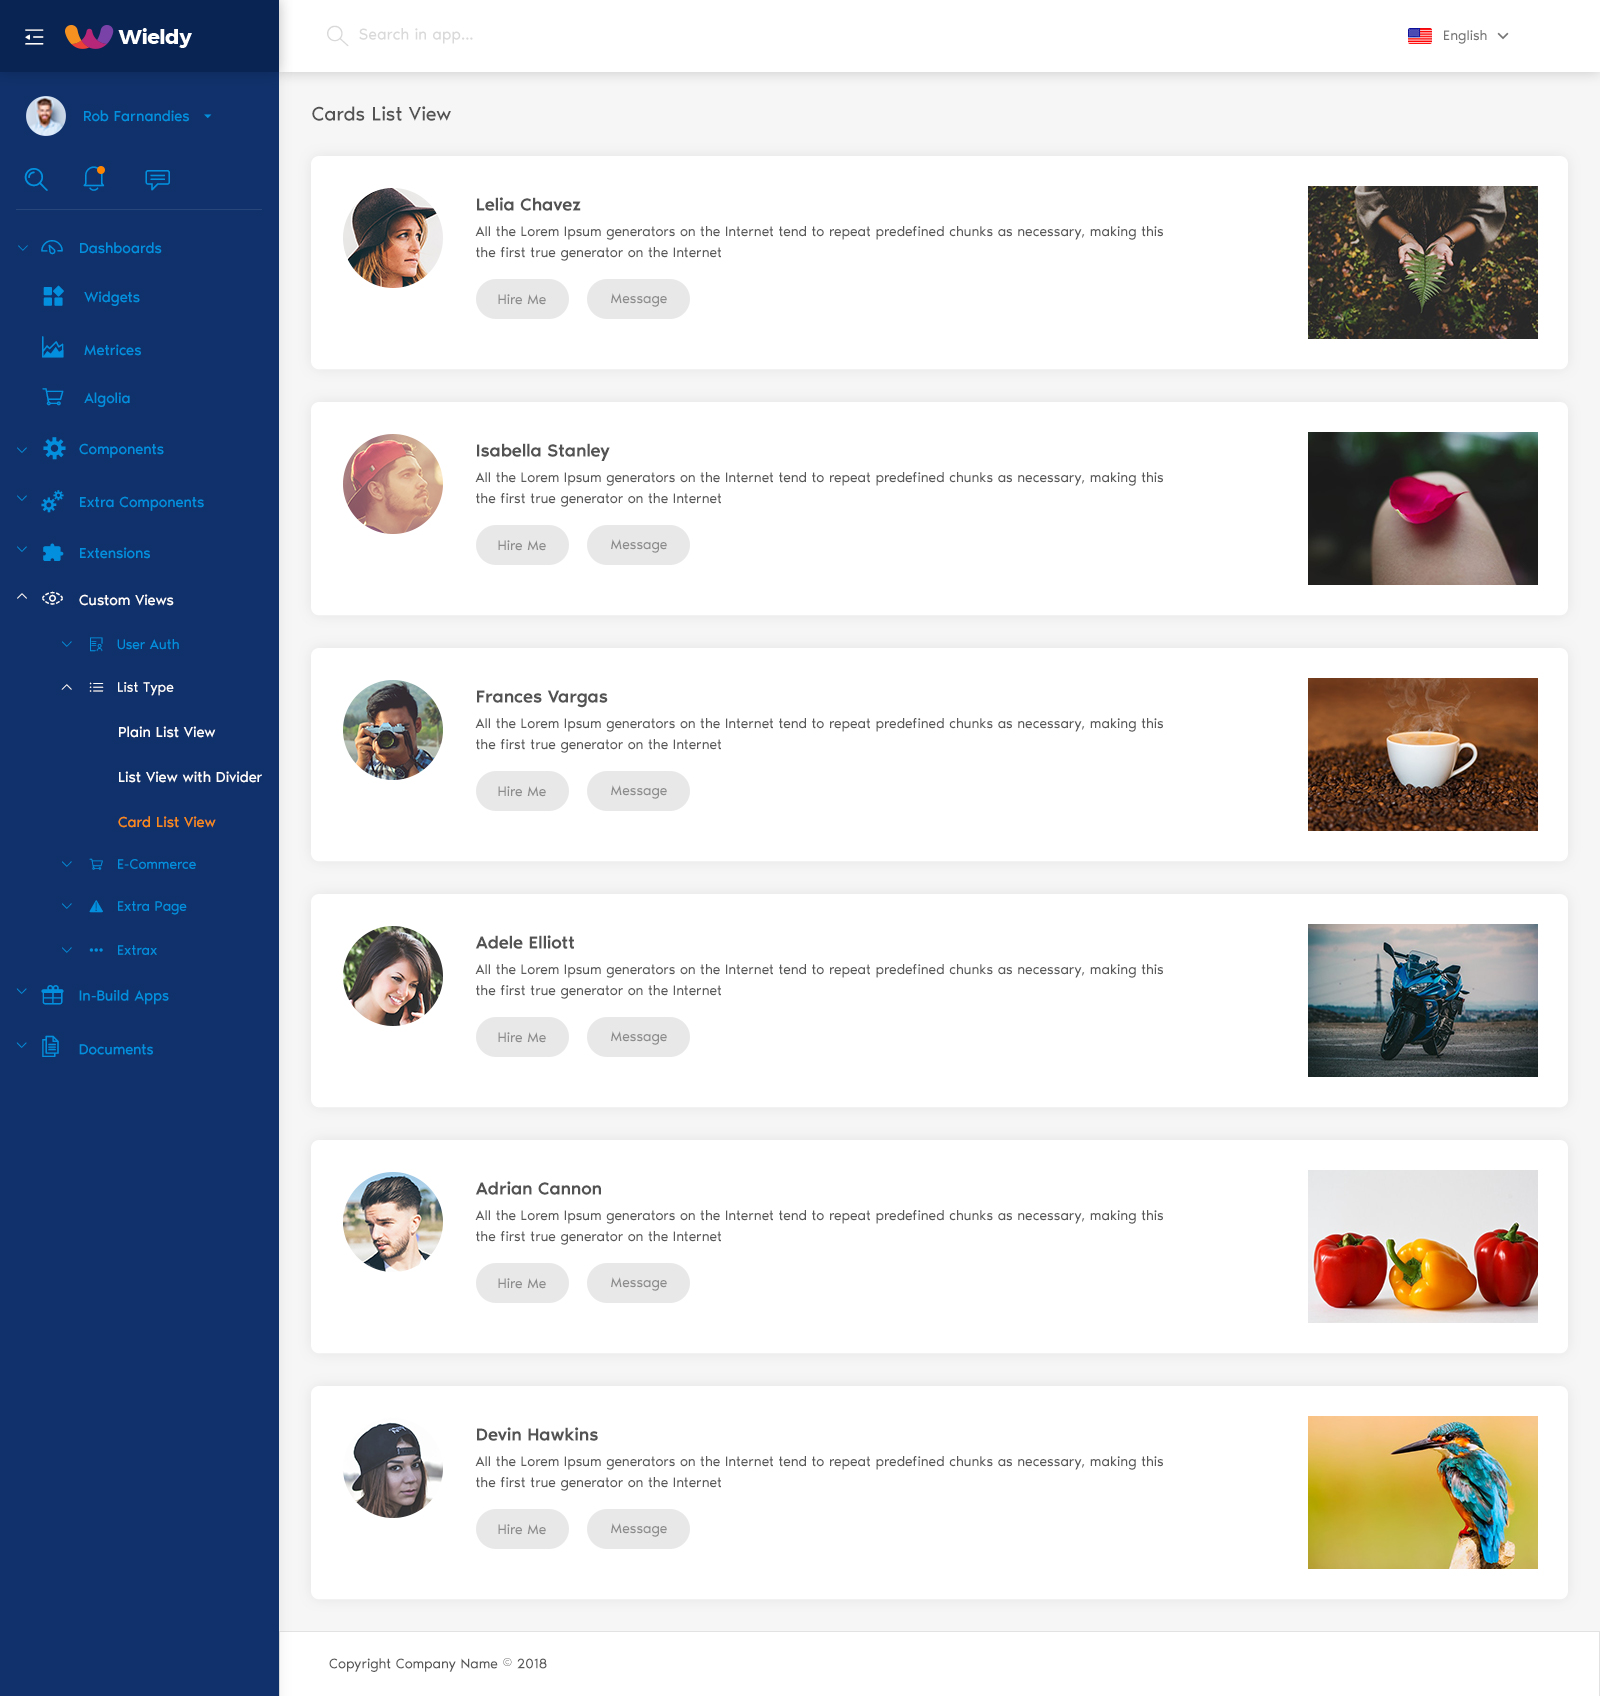 Wieldy
Search in app...
English
Rob Farnandies
Dashboards
Widgets
Metrices
Algolia
Components
Extra Components
Extensions
Custom Views
User Auth
List Type
Plain List View
List View with Divider
Card List View
E-Commerce
Extra Page
Extrax
In-Build Apps
Documents
Cards List View
Lelia Chavez
All the Lorem Ipsum generators on the Internet tend to repeat predefined chunks as necessary, making this
the first true generator on the Internet
Hire Me
Message
Isabella Stanley
All the Lorem Ipsum generators on the Internet tend to repeat predefined chunks as necessary, making this
the first true generator on the Internet
Hire Me
Message
Frances Vargas
All the Lorem Ipsum generators on the Internet tend to repeat predefined chunks as necessary, making this
the first true generator on the Internet
Hire Me
Message
Adele Elliott
All the Lorem Ipsum generators on the Internet tend to repeat predefined chunks as necessary, making this
the first true generator on the Internet
Hire Me
Message
Adrian Cannon
All the Lorem Ipsum generators on the Internet tend to repeat predefined chunks as necessary, making this
the first true generator on the Internet
Hire Me
Message
Devin Hawkins
All the Lorem Ipsum generators on the Internet tend to repeat predefined chunks as necessary, making this
the first true generator on the Internet
Hire Me
Message
Copyright Company Name © 2018